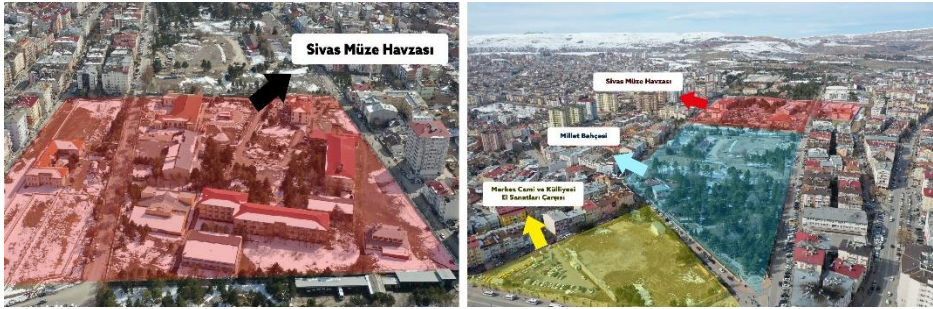 Sivas Müze Havzası
Sivas Müze Havzası
Millet Bahçesi
Merkez Cami ve Külliyesi
El Sanatları Çarşısı